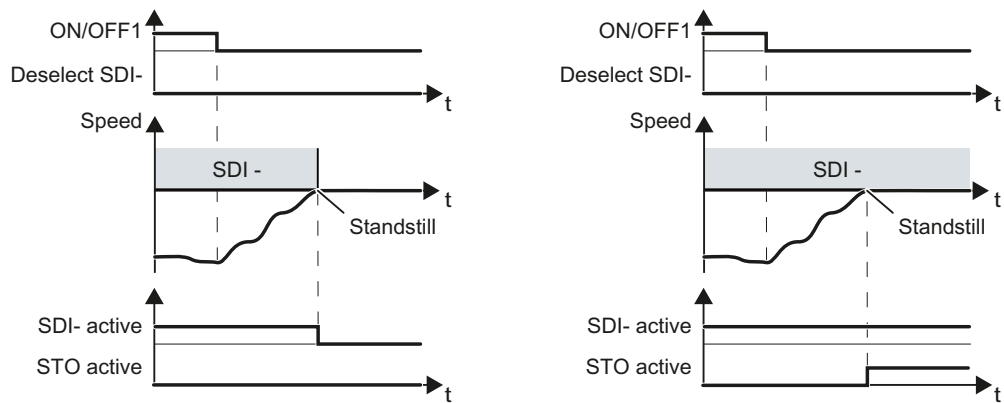 ON/OFF1
Deselect SDI-
t
Speed
SDI -
t
Standstill
SDI- active
STO active
t
ON/OFF1
Deselect SDI-
t
Speed
SDI -
t
Standstill
SDI- active
STO active
t